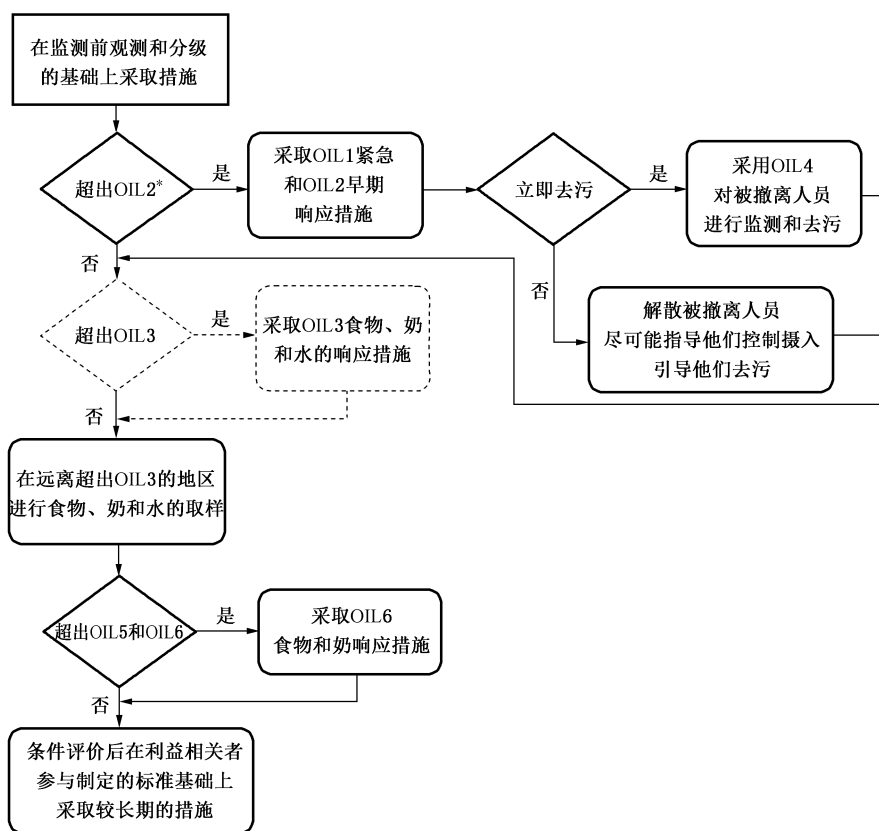 在监测前观测和分级
的基础上采取措施
超出OIL2*
是
采取OIL1紧急
和OIL2早期
响应措施
立即去污
是
采用OIL4
对被撤离人员
进行监测和去污
否
否
解散被撤离人员
尽可能指导他们控制摄入
引导他们去污
超出OIL3
是
采取OIL3食物、奶
和水的响应措施
否
在远离超出OIL3的地区
进行食物、奶和水的取样
超出OIL5和OIL6
是
采取OIL6
食物和奶响应措施
否
条件评价后在利益相关者
参与制定的标准基础上
采取较长期的措施